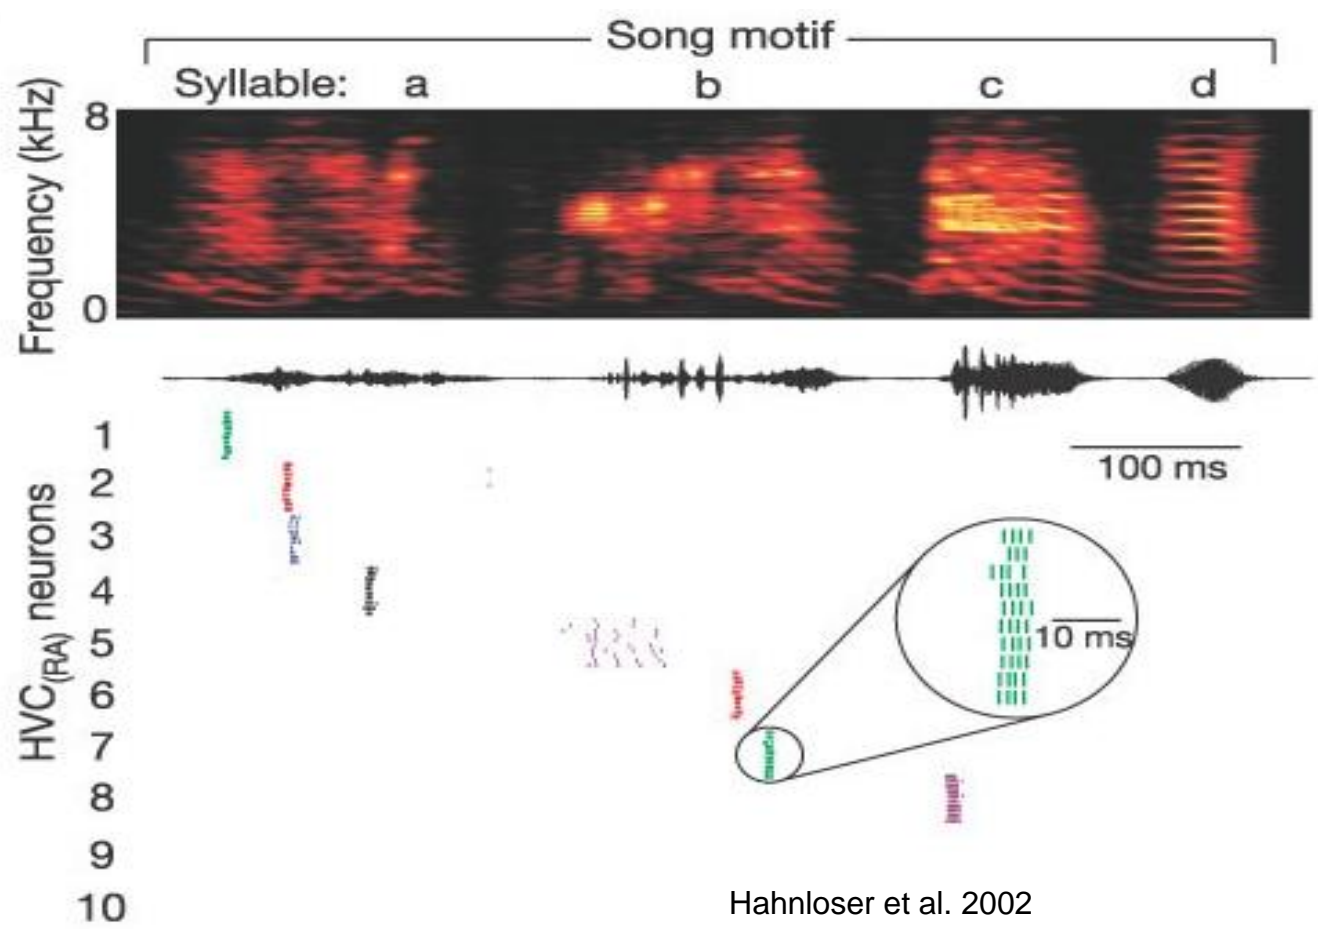 Song motif
Syllable: a b c d
Frequency (kHz)
8
0
100 ms
HVC(RA) neurons
1
2
3
4
5
6
7
8
9
10
10 ms
Hahnloser et al. 2002